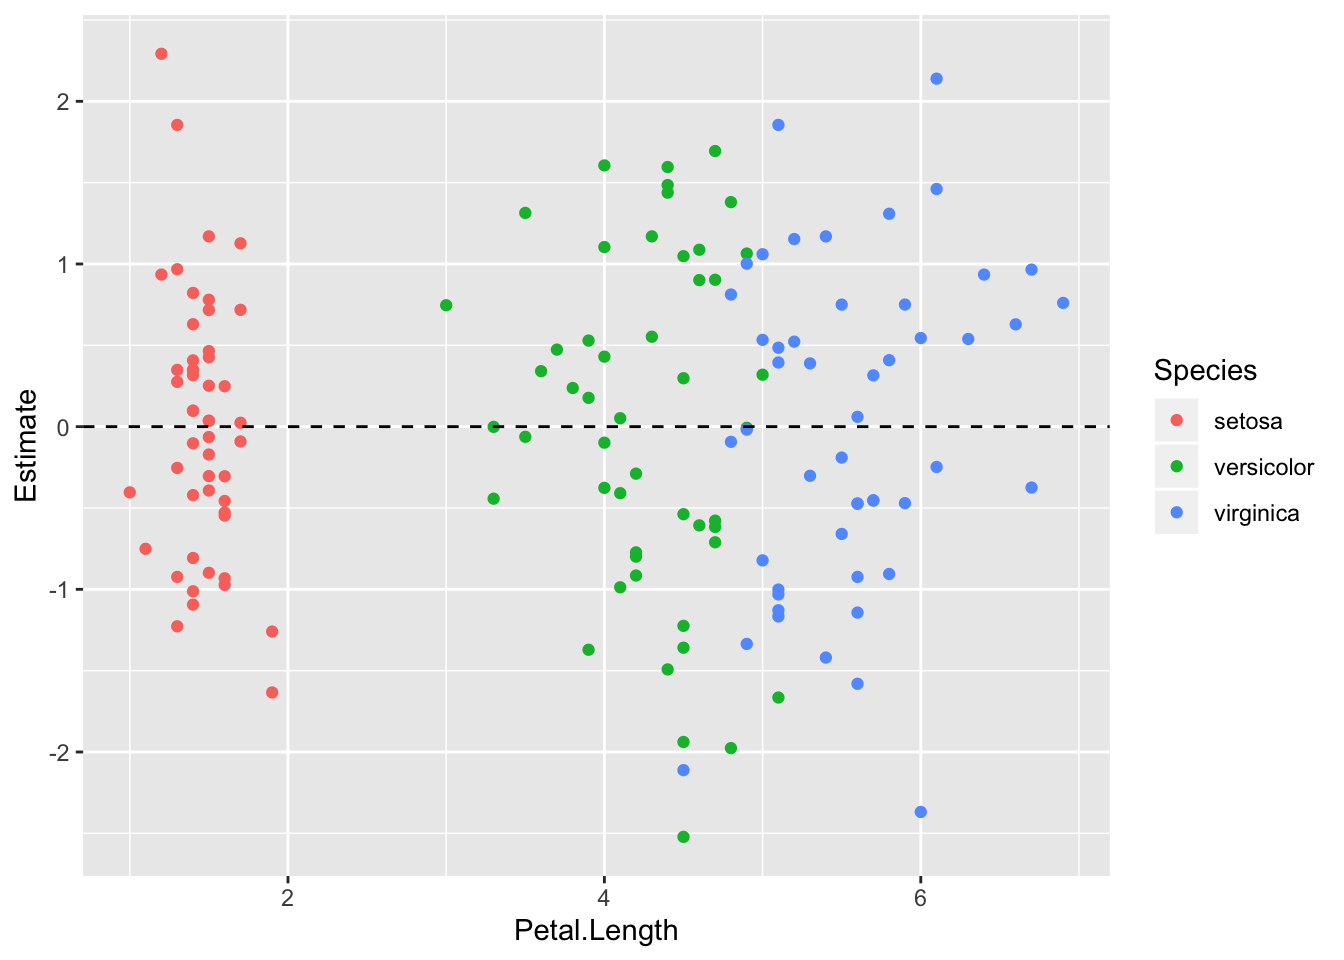 2
1
0
-1
-2
Estimate
2
4
6
Petal.Length
Species
setosa
versicolor
virginica